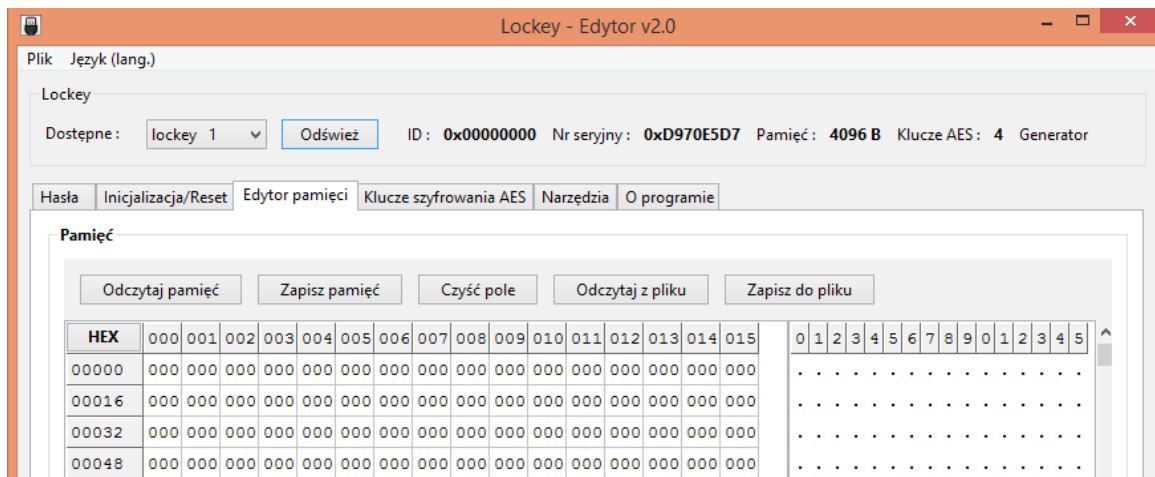 Lockey - Edytor v2.0
Plik Język (lang.)
Lockey
Dostępne : lockey 1 Odśwież ID : 0x00000000 Nr seryjny : 0xD970E5D7 Pamięć : 4096 B Klucze AES : 4 Generator
Hasła Inicjalizacja/Reset Edytor pamięci Klucze szyfrowania AES Narzędzia O programie
Pamięć
Odczytaj pamięć Zapisz pamięć Czyść pole Odczytaj z pliku Zapisz do pliku
HEX 000 001 002 003 004 005 006 007 008 009 010 011 012 013 014 015 0 1 2 3 4 5 6 7 8 9 0 1 2 3 4 5
00000 000 000 000 000 000 000 000 000 000 000 000 000 000 000 000 000 . . . . . . . . . . . . . . . .
00016 000 000 000 000 000 000 000 000 000 000 000 000 000 000 000 000 . . . . . . . . . . . . . . . .
00032 000 000 000 000 000 000 000 000 000 000 000 000 000 000 000 000 . . . . . . . . . . . . . . . .
00048 000 000 000 000 000 000 000 000 000 000 000 000 000 000 000 000 . . . . . . . . . . . . . . . .